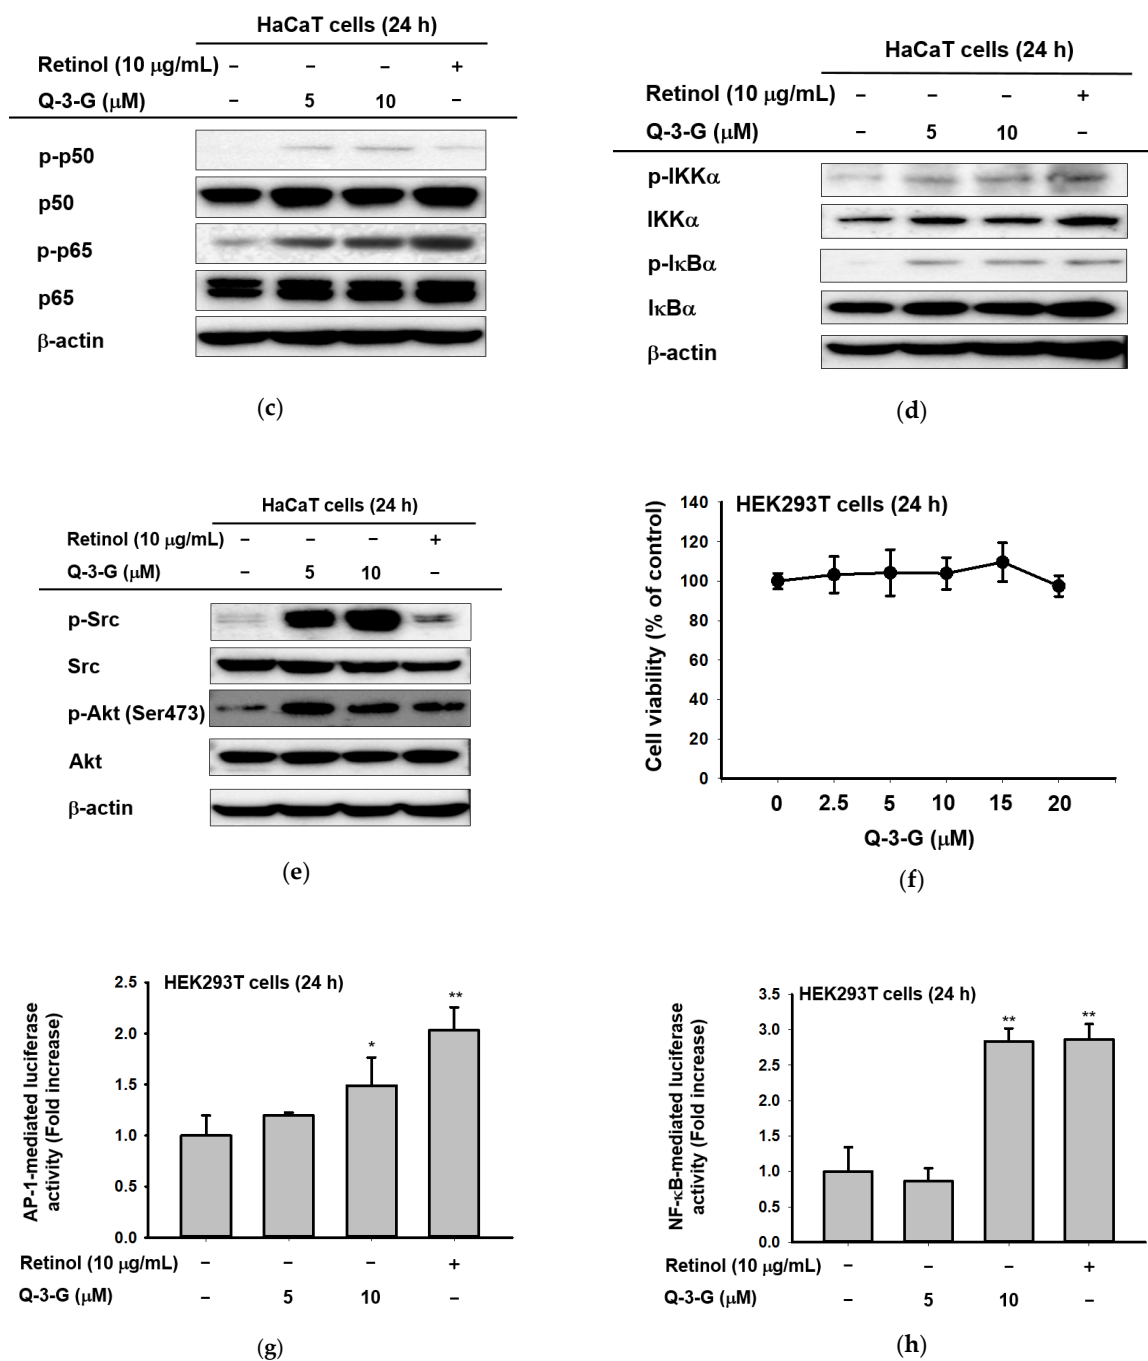 HaCaT cells (24 h)
Retinol (10 μg/mL) – – – +
Q-3-G (μM) – 5 10 –
p-p50
p50
p-p65
p65
β-actin
(c)
HaCaT cells (24 h)
Retinol (10 μg/mL) – – – +
Q-3-G (μM) – 5 10 –
p-IKKα
IKKα
p-IκBα
IκBα
β-actin
(d)
HaCaT cells (24 h)
Retinol (10 μg/mL) – – – +
Q-3-G (μM) – 5 10 –
p-Src
Src
p-Akt (Ser473)
Akt
β-actin
(e)
HEK293T cells (24 h)
Cell viability (% of control)
140
120
100
80
60
40
20
0
0 2.5 5 10 15 20
Q-3-G (μM)
(f)
HEK293T cells (24 h)
AP-1-mediated luciferase
activity (Fold increase)
2.5
2.0
1.5
1.0
0.5
0.0
* **
Retinol (10 μg/mL) – – – +
Q-3-G (μM) – 5 10 –
(g)
HEK293T cells (24 h)
NF-κB-mediated luciferase
activity (Fold increase)
3.5
3.0
2.5
2.0
1.5
1.0
0.5
0.0
** **
Retinol (10 μg/mL) – – – +
Q-3-G (μM) – 5 10 –
(h)